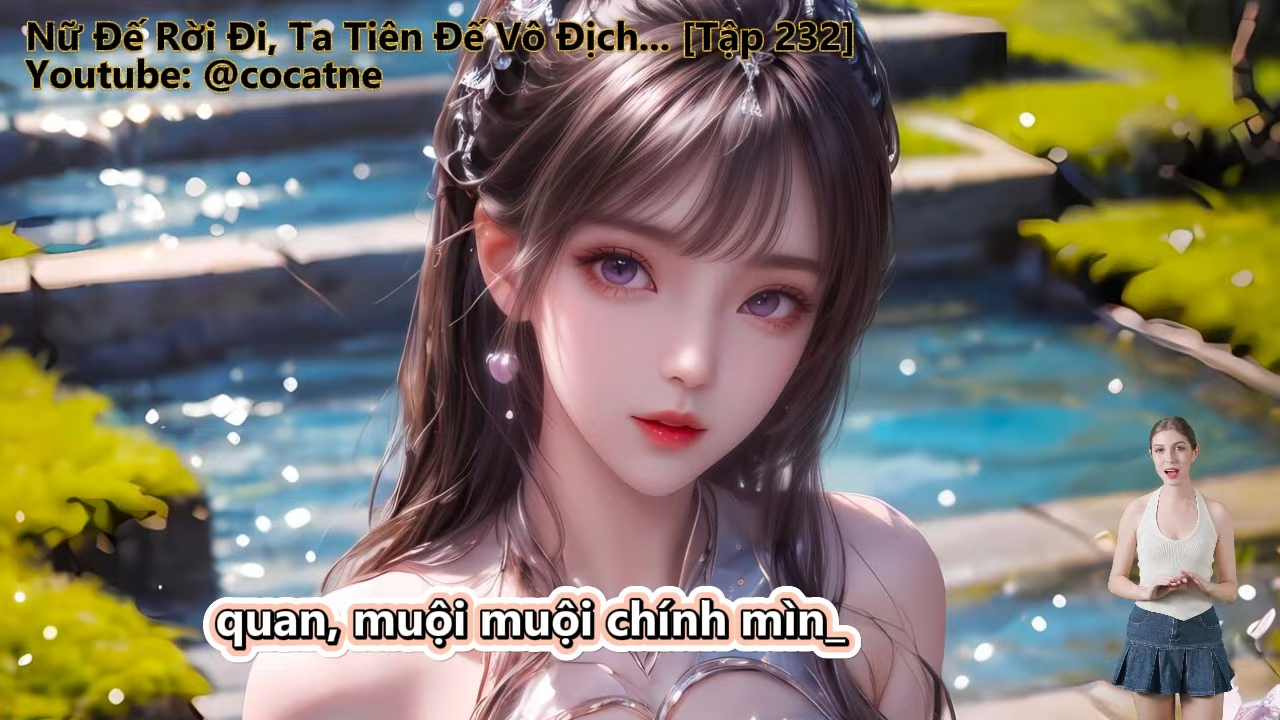 Nữ Đế Rời Đi, Ta Tiên Đế Vô Địch... [Tập 232]
Youtube: @cocatne
quan, muội muội chính mìn_